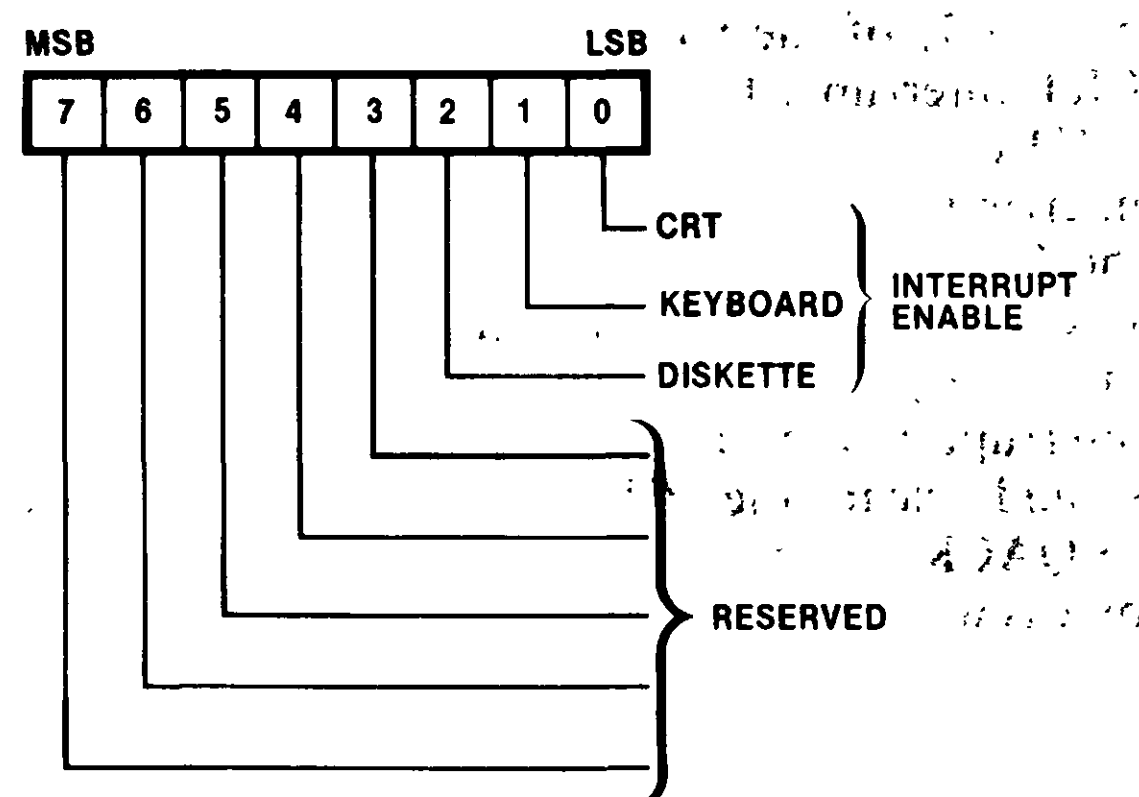 MSB LSB
7 6 5 4 3 2 1 0
CRT
KEYBOARD
INTERRUPT
ENABLE
DISKETTE
RESERVED